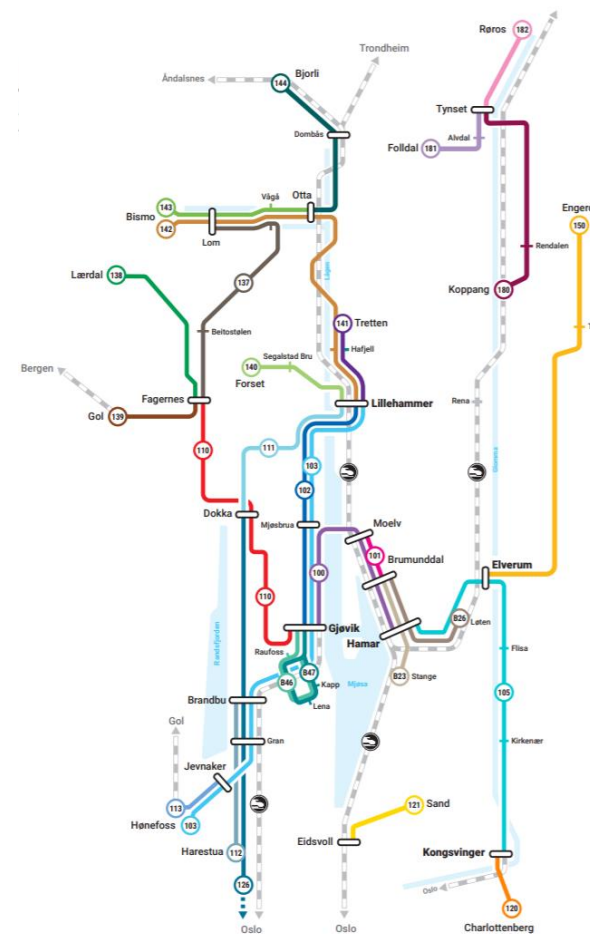 Røros
182
Trondheim
Åndalsnes
Bjorli
144
Tynset
Dombås
Alvdal
Folldal
181
Vågå
Otta
143
Bismo
142
Lom
Engerd
150
Lærdal
138
137
Lågen
Rendalen
Koppang
180
141
Tretten
Beitostølen
Hafjell
Segalstad Bru
140
Forset
Bergen
Fagernes
Gol
139
Lillehammer
Rena
110
111
103
Glomma
102
Dokka
Mjøsbrua
Moelv
101
Brumunddal
100
Elverum
110
Gjøvik
Hamar
B26
Løten
Randsfjorden
Raufoss
Flisa
B46
B47
Kapp
Mjøsa
B23
Stange
Lena
105
Brandbu
Gol
Gran
Kirkenær
Jevnaker
113
Hønefoss
103
121
Sand
Harestua
112
Eidsvoll
Kongsvinger
126
Oslo
120
Oslo
Oslo
Charlottenberg